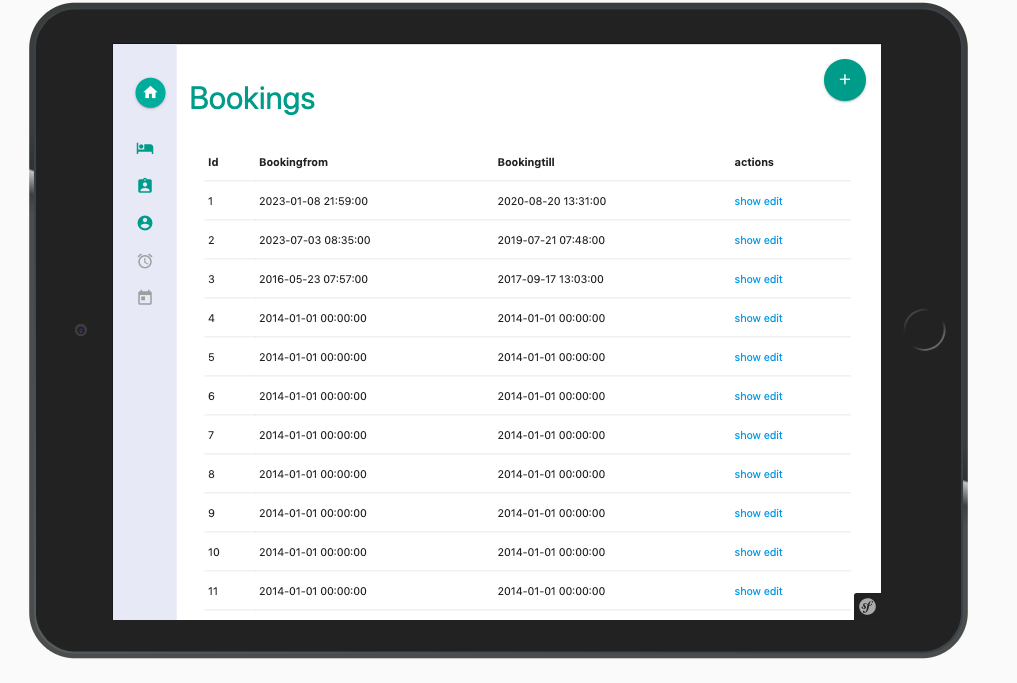 Bookings
+
Id Bookingfrom Bookingtill actions
1 2023-01-08 21:59:00 2020-08-20 13:31:00 show edit
2 2023-07-03 08:35:00 2019-07-21 07:48:00 show edit
3 2016-05-23 07:57:00 2017-09-17 13:03:00 show edit
4 2014-01-01 00:00:00 2014-01-01 00:00:00 show edit
5 2014-01-01 00:00:00 2014-01-01 00:00:00 show edit
6 2014-01-01 00:00:00 2014-01-01 00:00:00 show edit
7 2014-01-01 00:00:00 2014-01-01 00:00:00 show edit
8 2014-01-01 00:00:00 2014-01-01 00:00:00 show edit
9 2014-01-01 00:00:00 2014-01-01 00:00:00 show edit
10 2014-01-01 00:00:00 2014-01-01 00:00:00 show edit
11 2014-01-01 00:00:00 2014-01-01 00:00:00 show edit
sf